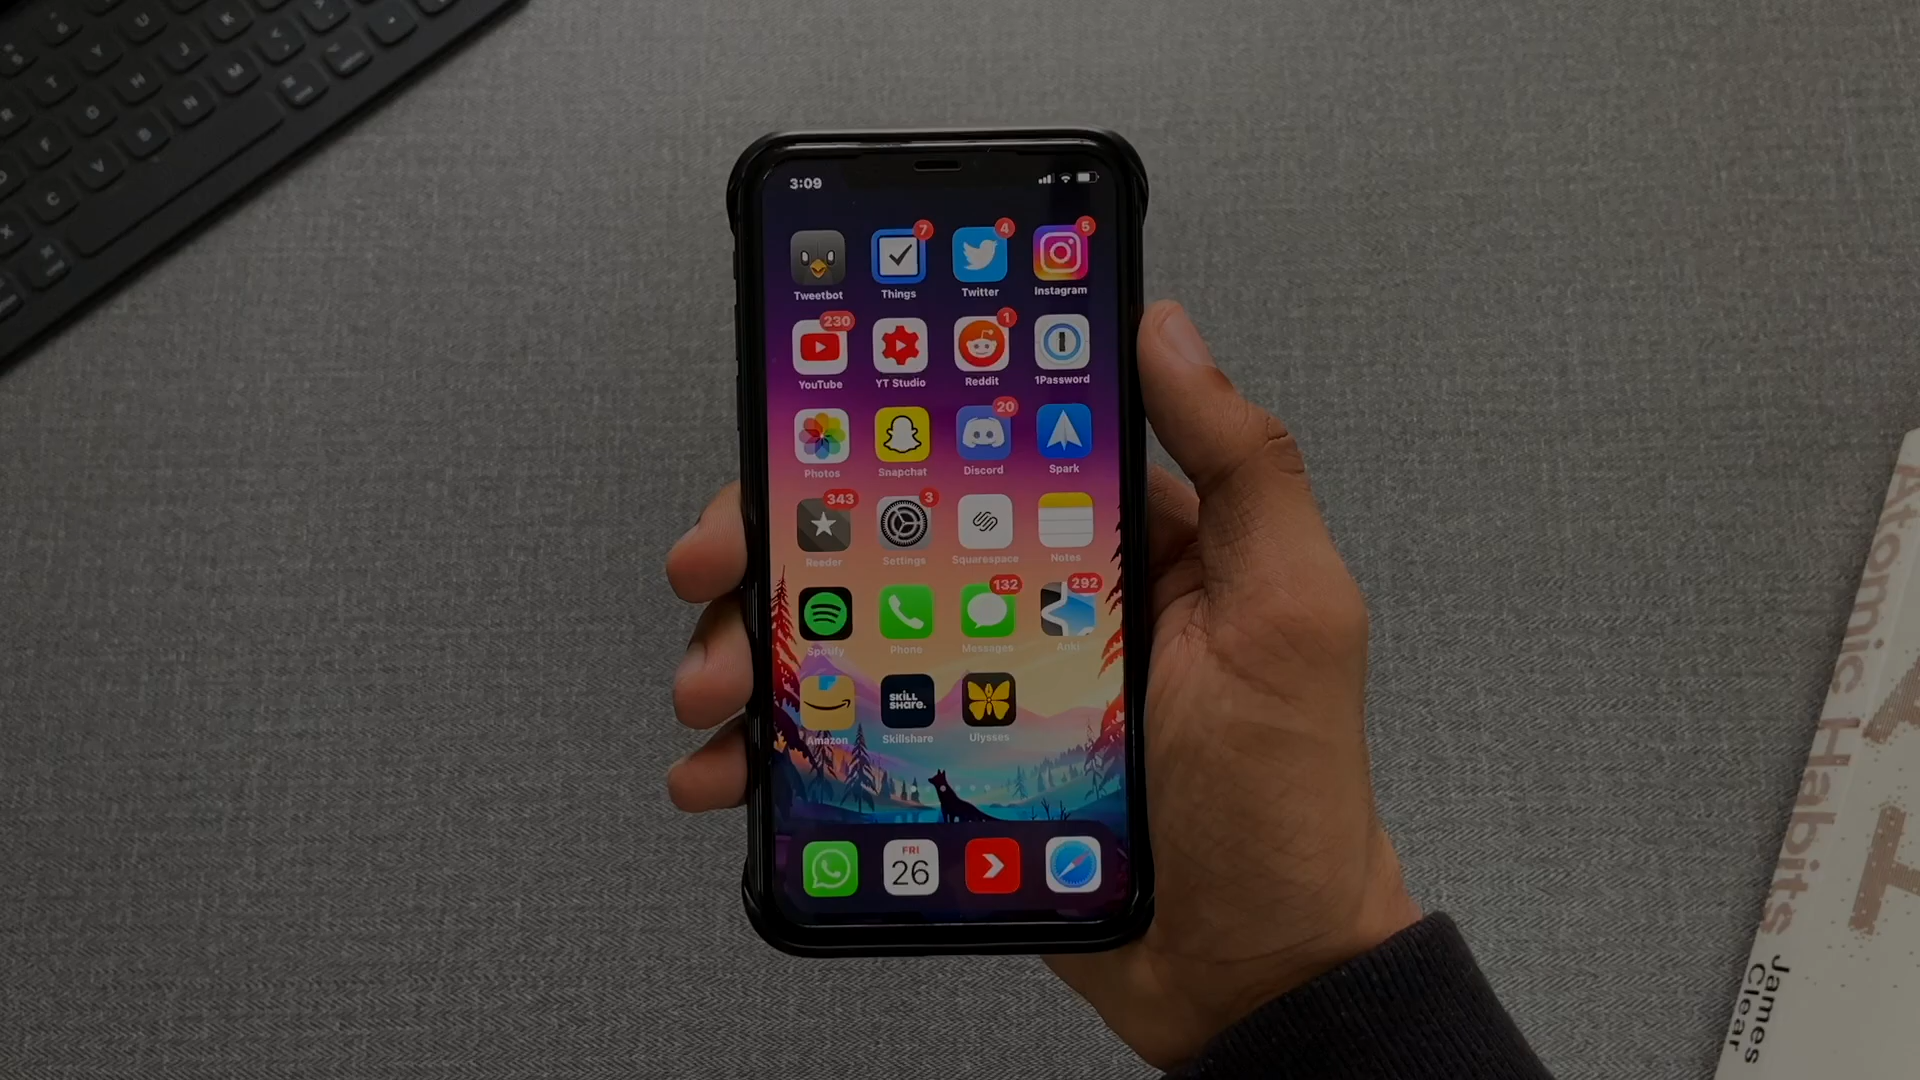 3:09
7
4
5
Tweetbot
Things
Twitter
Instagram
230
1
YouTube
YT Studio
Reddit
1Password
20
Photos
Snapchat
Discord
Spark
343
3
Reeder
Settings
Squarespace
Notes
132
292
Spotify
Phone
Messages
Anki
SKILL
SHARE.
Amazon
Skillshare
Ulysses
FRI
26
Atomic Habits
James
Clear
Y
U
K
T
H
J
R
G
N
M
F
V
B
C
X